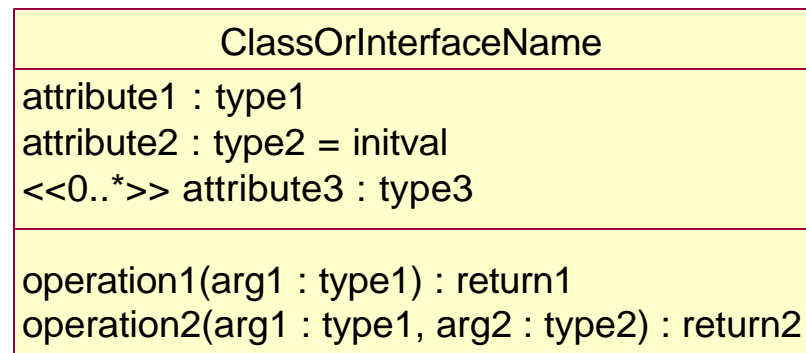 ClassOrInterfaceName
attribute1 : type1
attribute2 : type2 = initval
<<0..*>> attribute3 : type3
operation1(arg1 : type1) : return1
operation2(arg1 : type1, arg2 : type2) : return2